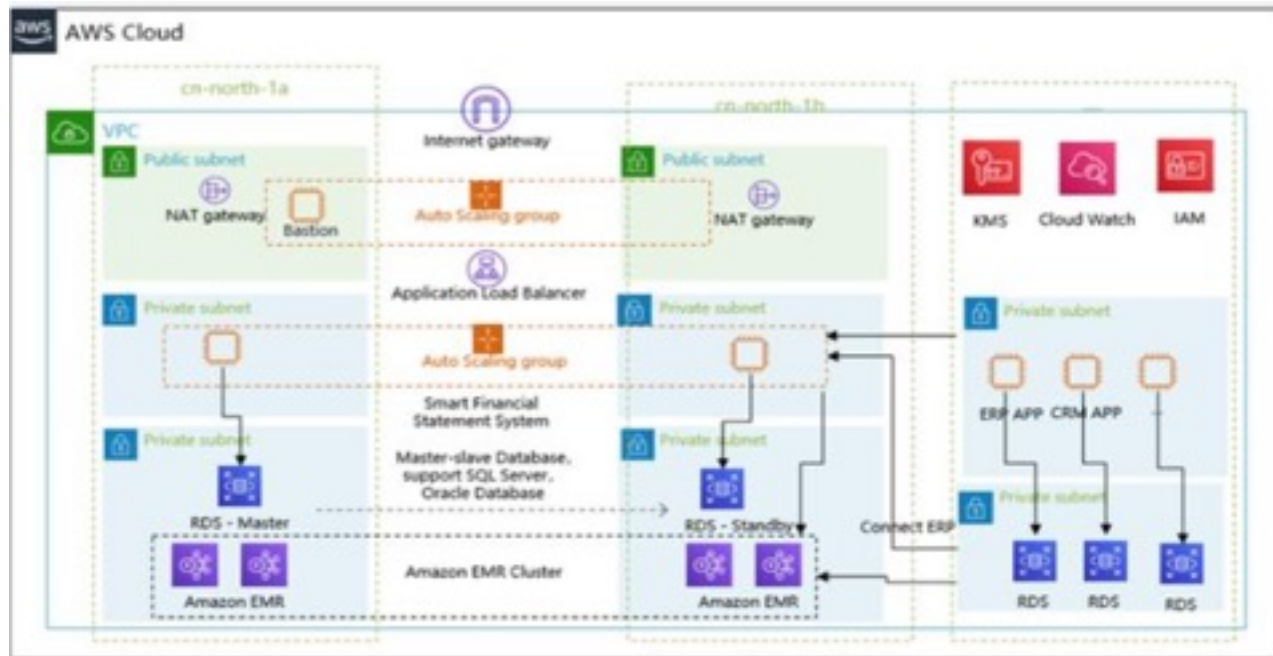 aws
AWS Cloud
cn-north-1a
cn-north-1b
...
VPC
Internet gateway
Public subnet
Public subnet
NAT gateway
Bastion
Auto Scaling group
NAT gateway
KMS
Cloud Watch
IAM
Application Load Balancer
Private subnet
Private subnet
Private subnet
Auto Scaling group
ERP APP
CRM APP
...
Smart Financial
Statement System
Private subnet
Private subnet
Private subnet
Master-slave Database,
support SQL Server,
Oracle Database
RDS - Master
RDS - Standby
Connect ERP
Amazon EMR Cluster
Amazon EMR
Amazon EMR
RDS
RDS
RDS